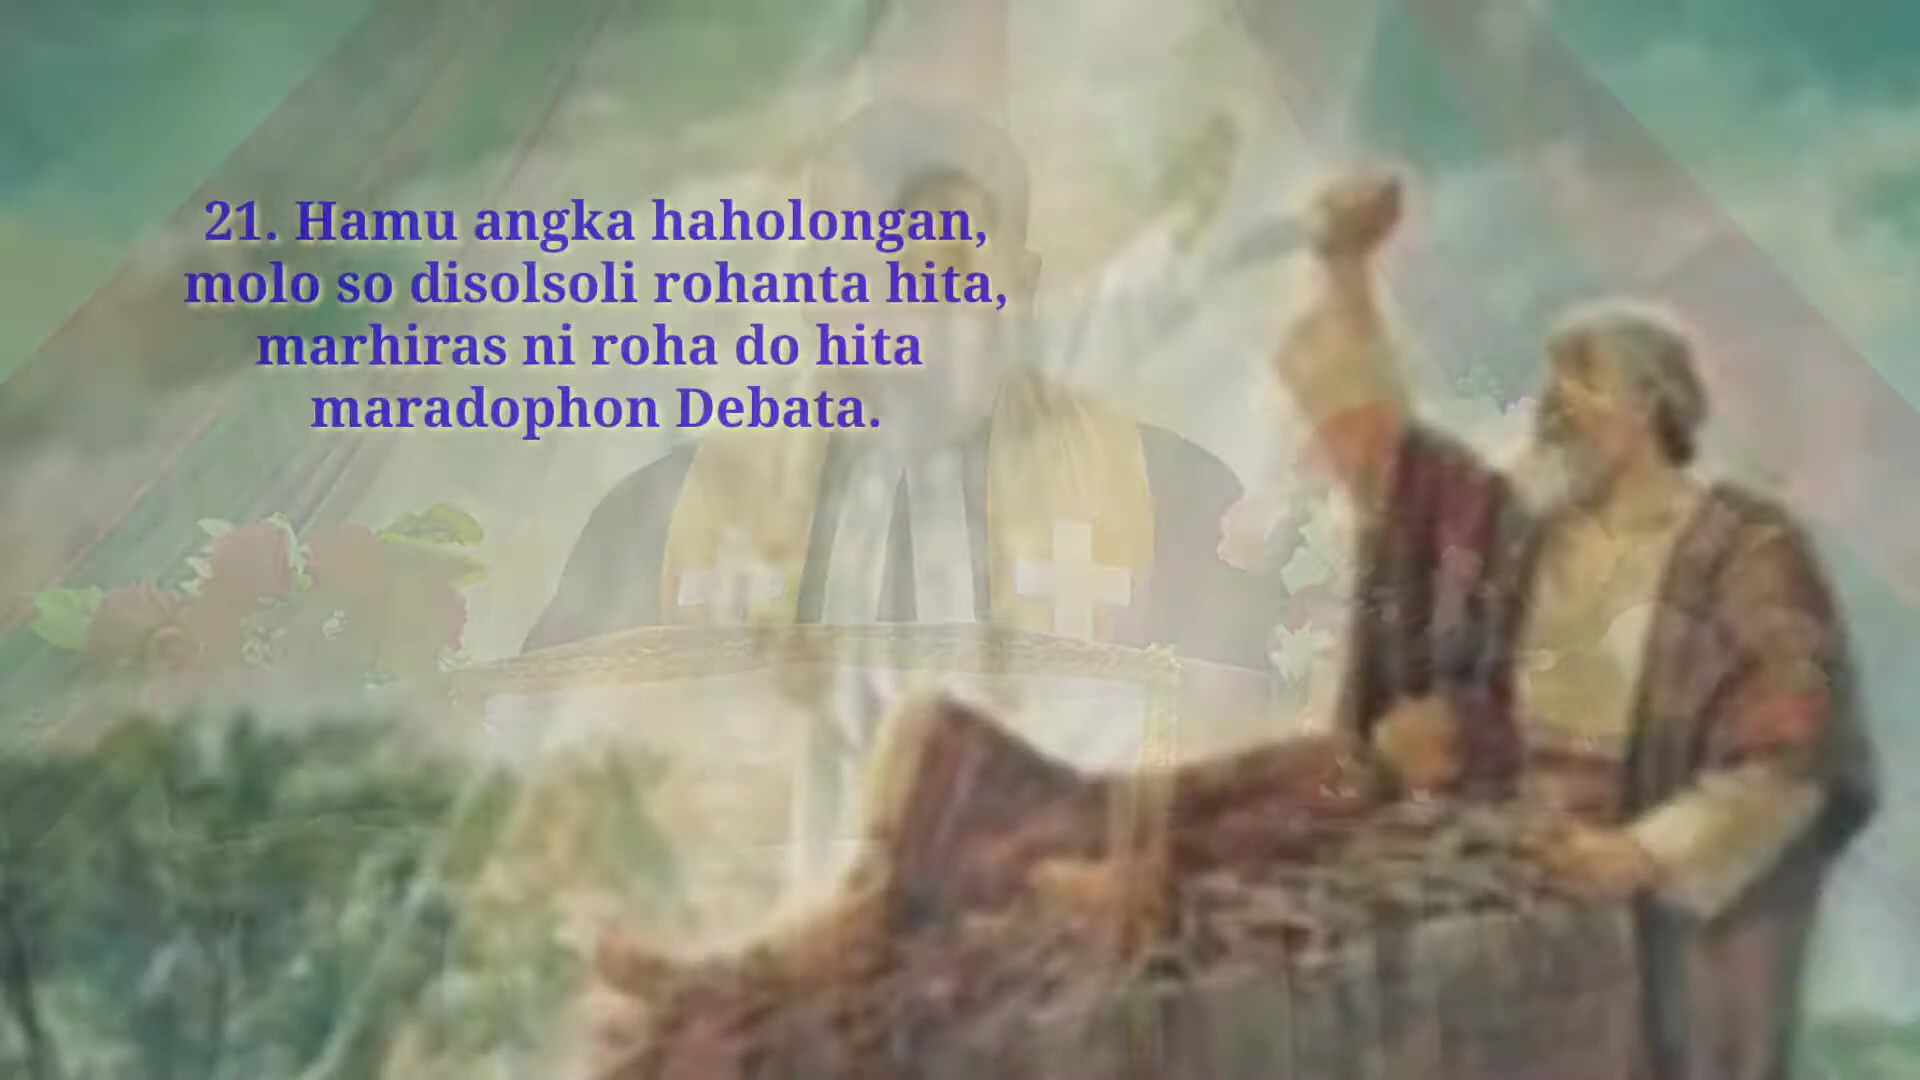 21. Hamu angka haholongan,
molo so disolsoli rohanta hita,
marhiras ni roha do hita
maradophon Debata.